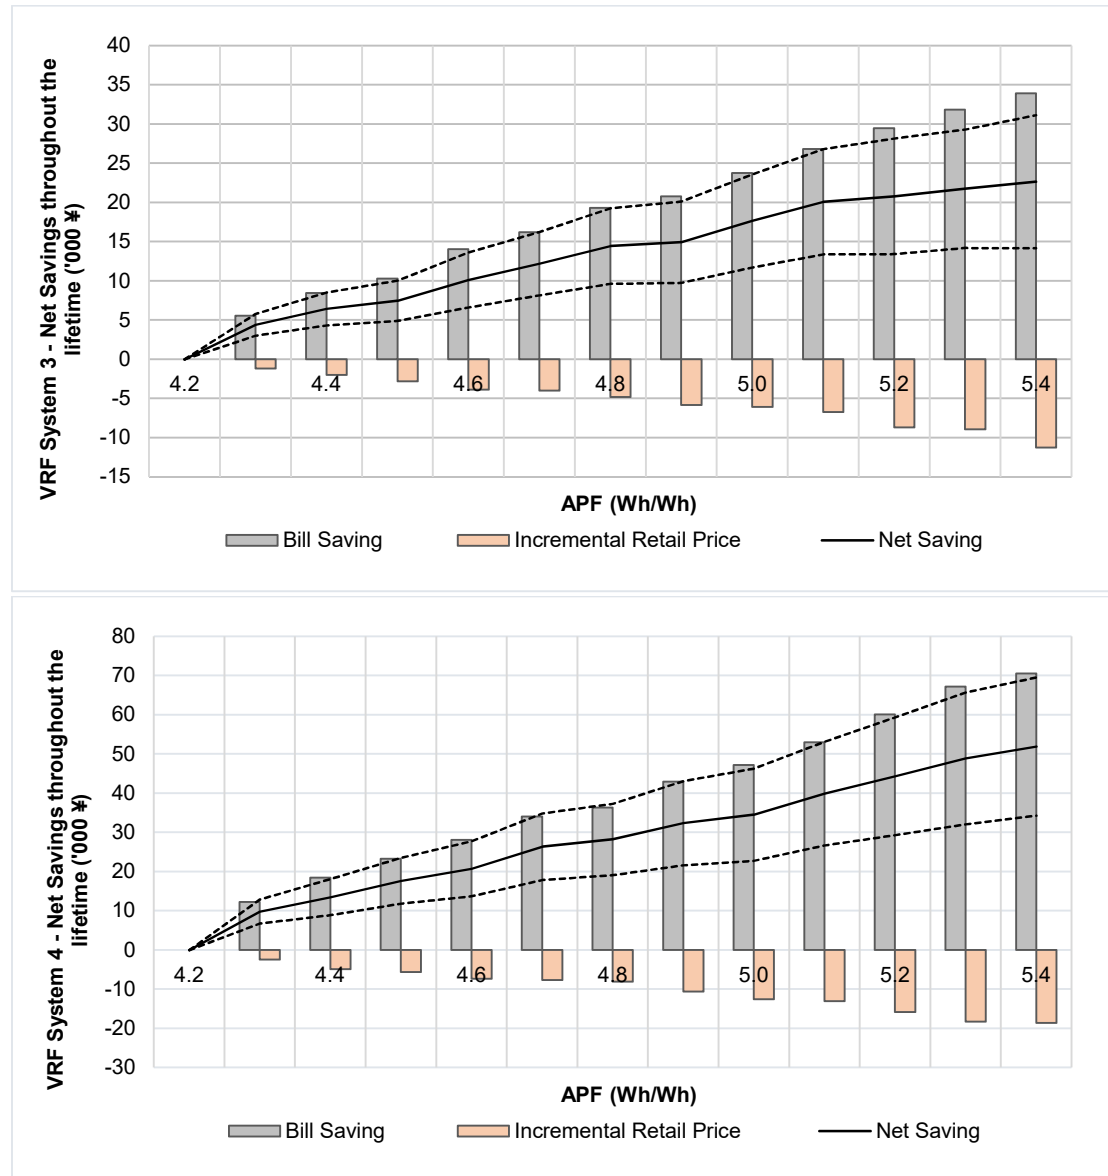 VRF System 3 - Net Savings throughout the
lifetime ('000 ¥)
40
35
30
25
20
15
10
5
0
-5
-10
-15
4.2 4.4 4.6 4.8 5.0 5.2 5.4
APF (Wh/Wh)
Bill Saving Incremental Retail Price Net Saving
VRF System 4 - Net Savings throughout the
lifetime ('000 ¥)
80
70
60
50
40
30
20
10
0
-10
-20
-30
4.2 4.4 4.6 4.8 5.0 5.2 5.4
APF (Wh/Wh)
Bill Saving Incremental Retail Price Net Saving